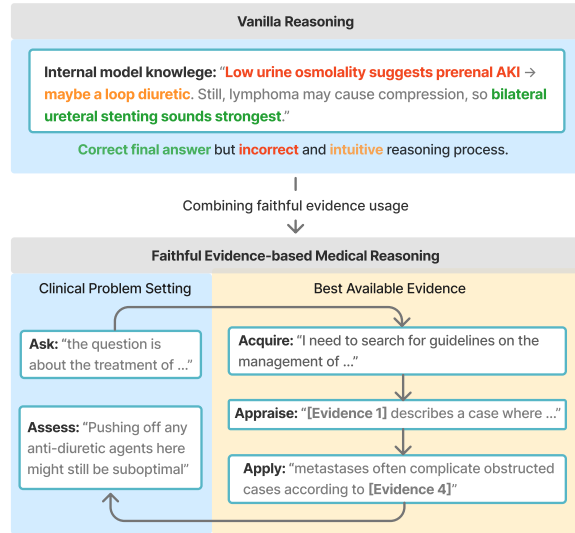 Vanilla Reasoning
Internal model knowlege: “Low urine osmolality suggests prerenal AKI →
maybe a loop diuretic. Still, lymphoma may cause compression, so bilateral
ureteral stenting sounds strongest.”
Correct final answer but incorrect and intuitive reasoning process.
Combining faithful evidence usage
Faithful Evidence-based Medical Reasoning
Clinical Problem Setting
Best Available Evidence
Ask: “the question is
about the treatment of ...”
Acquire: “I need to search for guidelines on the
management of ...”
Appraise: “[Evidence 1] describes a case where ...”
Apply: “metastases often complicate obstructed
cases according to [Evidence 4]”
Assess: “Pushing off any
anti-diuretic agents here
might still be suboptimal”